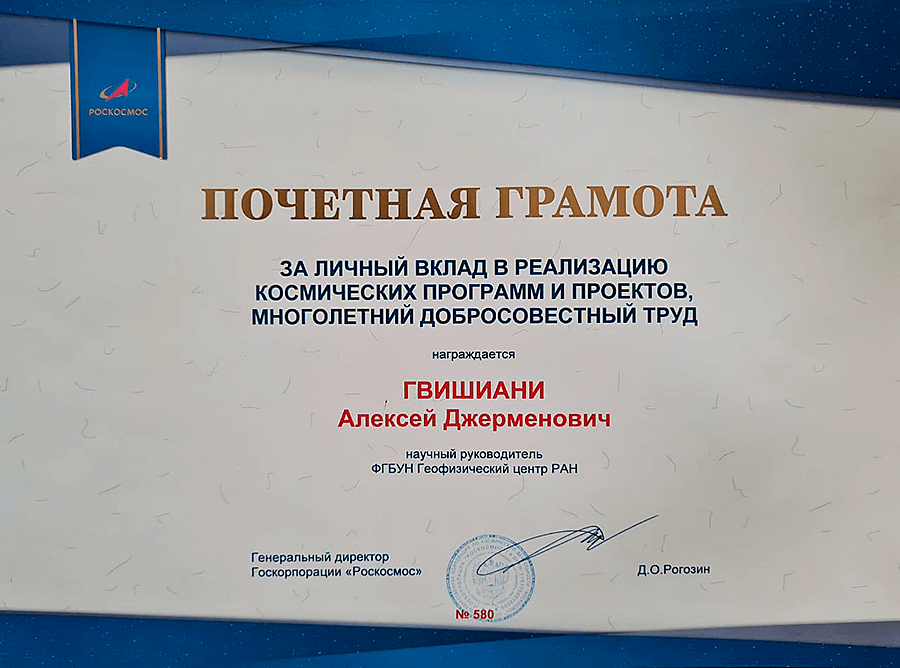 РОСКОСМОС
ПОЧЕТНАЯ ГРАМОТА
ЗА ЛИЧНЫЙ ВКЛАД В РЕАЛИЗАЦИЮ
КОСМИЧЕСКИХ ПРОГРАММ И ПРОЕКТОВ,
МНОГОЛЕТНИЙ ДОБРОСОВЕСТНЫЙ ТРУД
награждается
ГВИШИАНИ
Алексей Джерменович
научный руководитель
ФГБУН Геофизический центр РАН
Генеральный директор
Госкорпорации «Роскосмос»
Д.О.Рогозин
№ 580